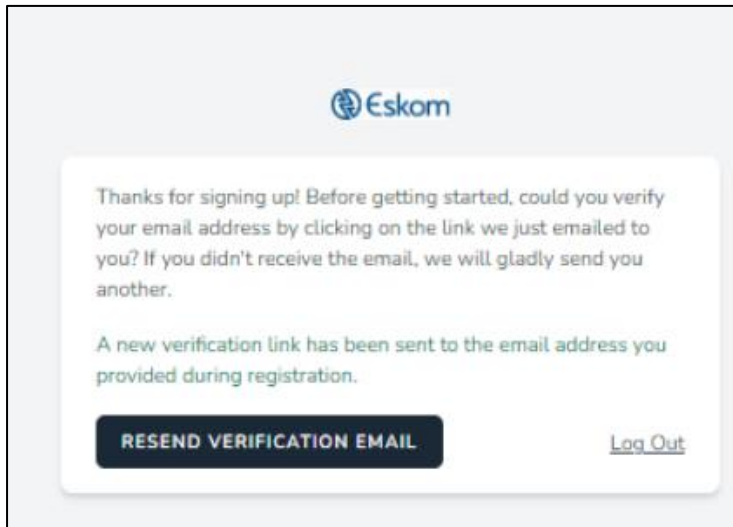 Eskom
Thanks for signing up! Before getting started, could you verify
your email address by clicking on the link we just emailed to
you? If you didn't receive the email, we will gladly send you
another.
A new verification link has been sent to the email address you
provided during registration.
RESEND VERIFICATION EMAIL
Log Out